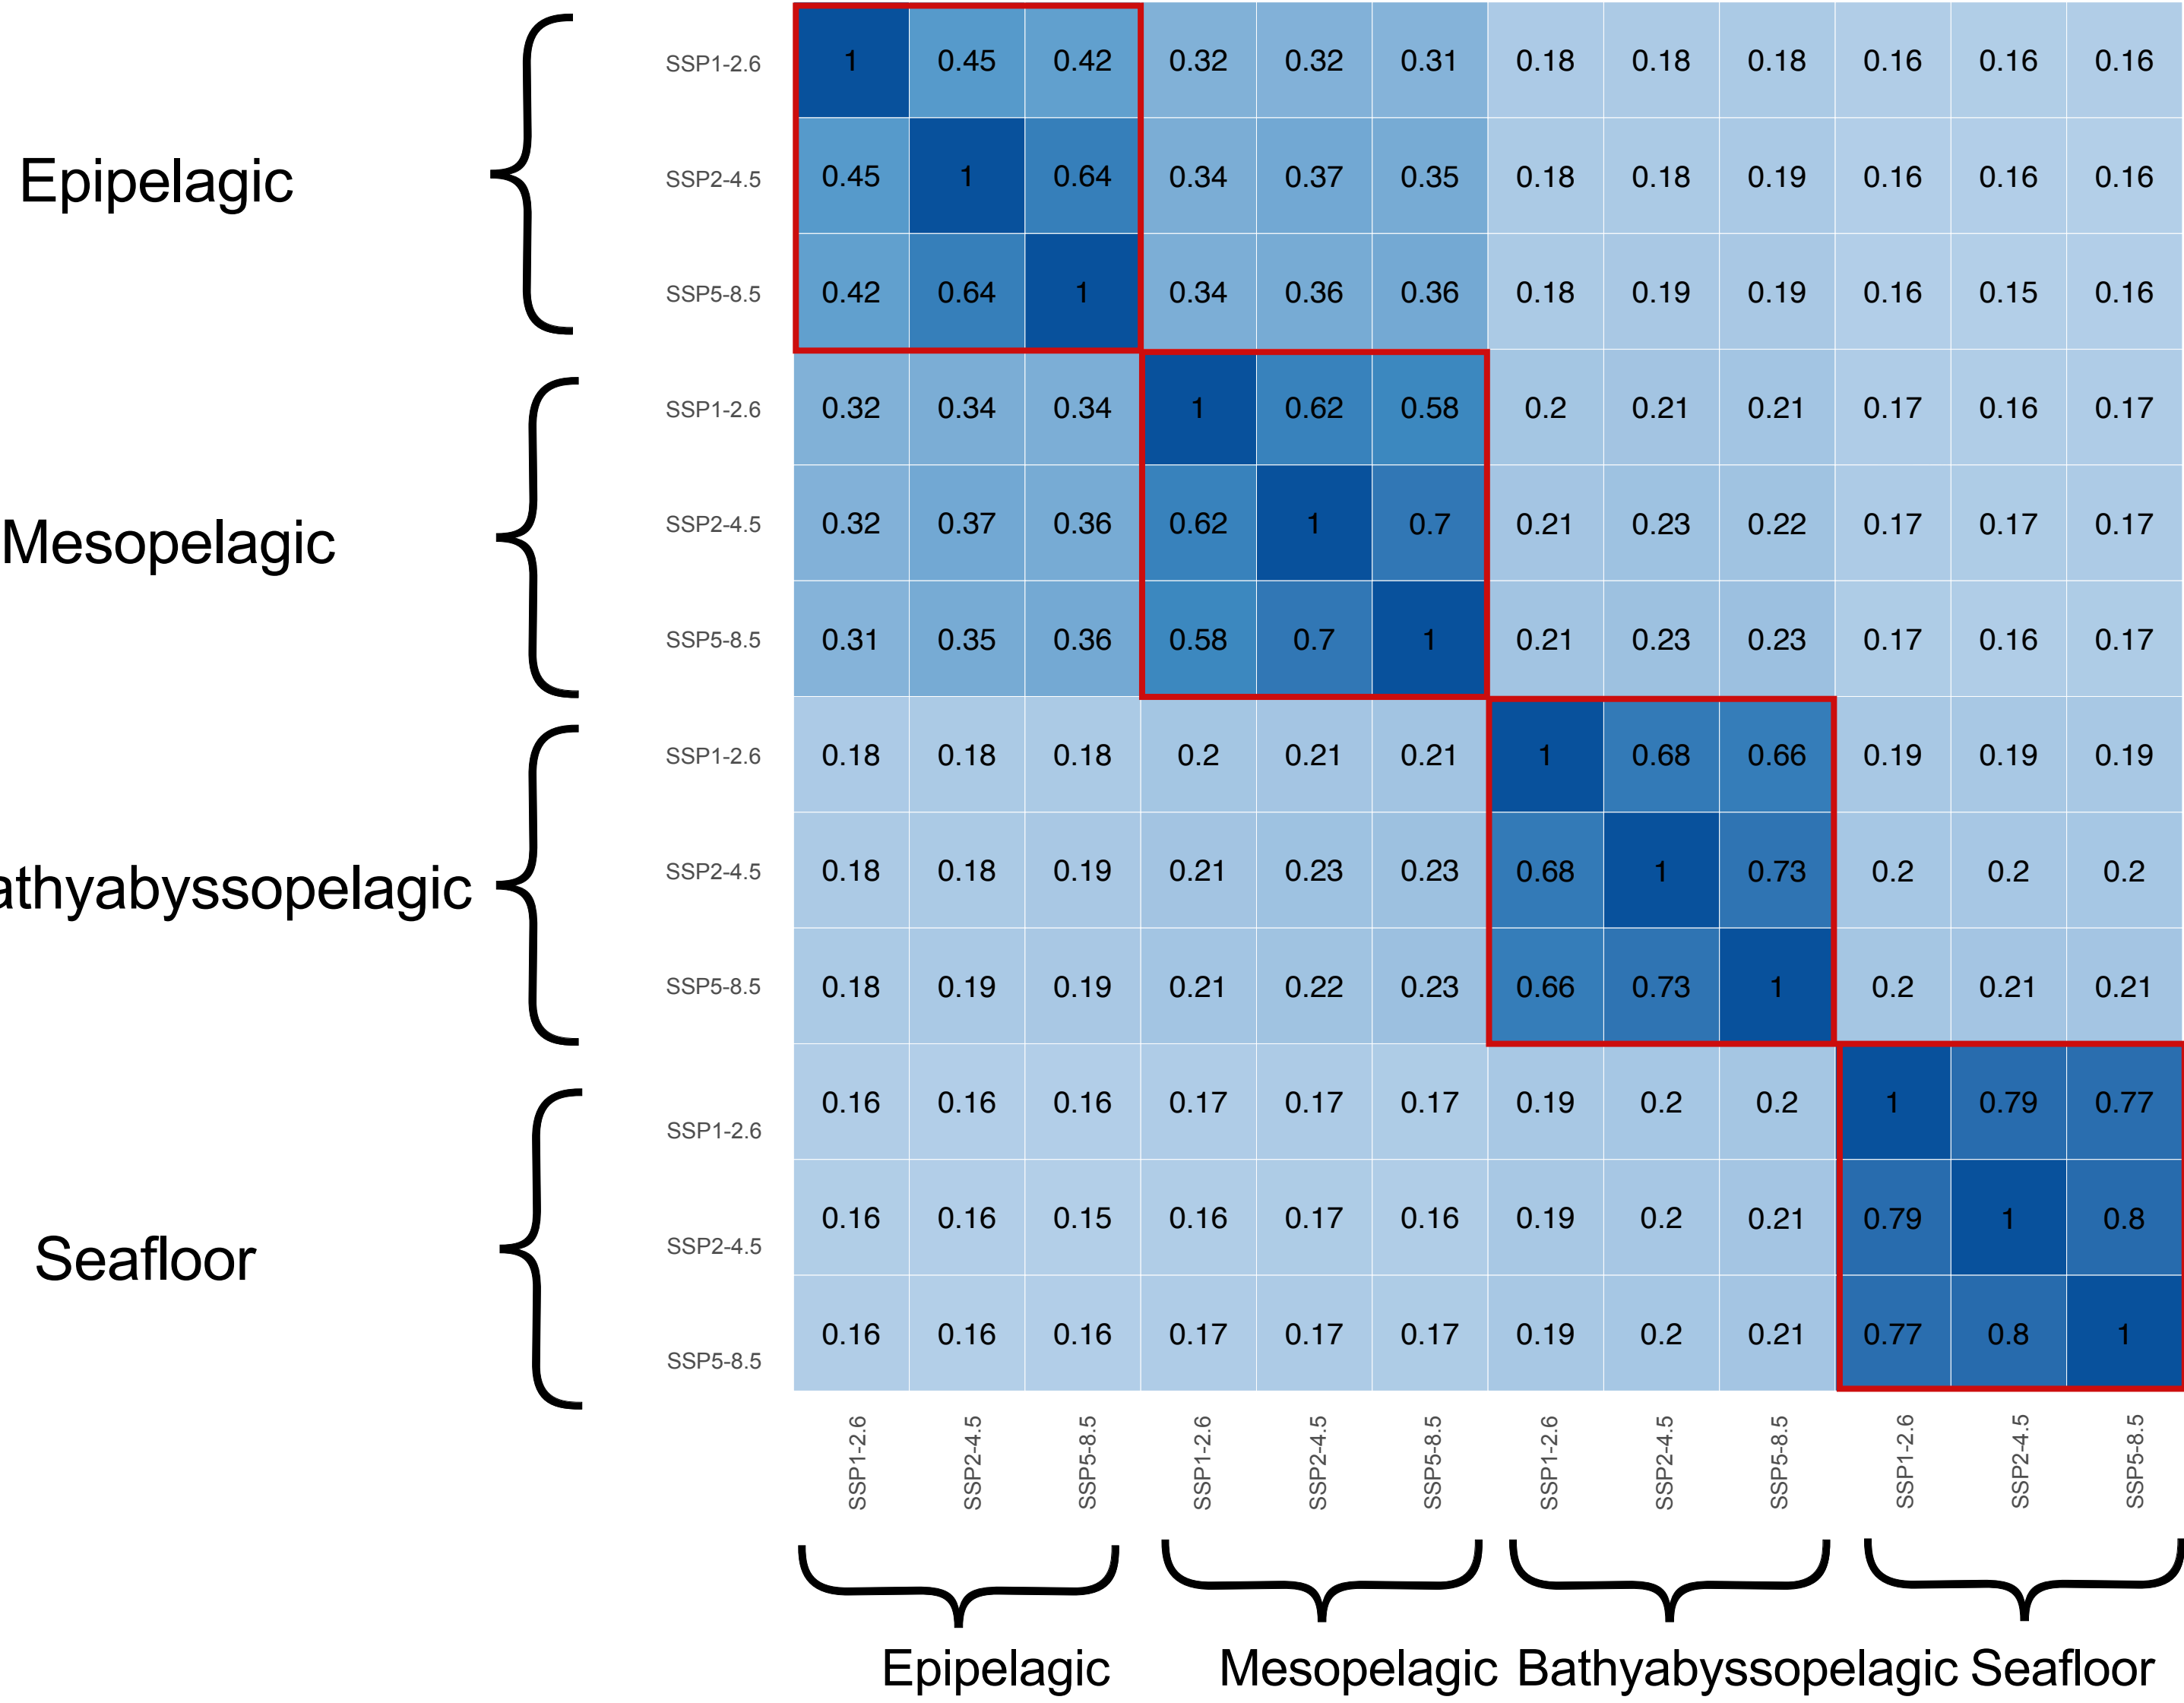 SSP1-2.6 1 0.45 0.42 0.32 0.32 0.31 0.18 0.18 0.18 0.16 0.16 0.16
Epipelagic SSP2-4.5 0.45 1 0.64 0.34 0.37 0.35 0.18 0.18 0.19 0.16 0.16 0.16
SSP5-8.5 0.42 0.64 1 0.34 0.36 0.36 0.18 0.19 0.19 0.16 0.15 0.16
SSP1-2.6 0.32 0.34 0.34 1 0.62 0.58 0.2 0.21 0.21 0.17 0.16 0.17
Mesopelagic SSP2-4.5 0.32 0.37 0.36 0.62 1 0.7 0.21 0.23 0.22 0.17 0.17 0.17
SSP5-8.5 0.31 0.35 0.36 0.58 0.7 1 0.21 0.23 0.23 0.17 0.16 0.17
SSP1-2.6 0.18 0.18 0.18 0.2 0.21 0.21 1 0.68 0.66 0.19 0.19 0.19
athyabyssopelagic SSP2-4.5 0.18 0.18 0.19 0.21 0.23 0.23 0.68 1 0.73 0.2 0.2 0.2
SSP5-8.5 0.18 0.19 0.19 0.21 0.22 0.23 0.66 0.73 1 0.2 0.21 0.21
SSP1-2.6 0.16 0.16 0.16 0.17 0.17 0.17 0.19 0.2 0.2 1 0.79 0.77
Seafloor SSP2-4.5 0.16 0.16 0.15 0.16 0.17 0.16 0.19 0.2 0.21 0.79 1 0.8
SSP5-8.5 0.16 0.16 0.16 0.17 0.17 0.17 0.19 0.2 0.21 0.77 0.8 1
SSP1-2.6 SSP2-4.5 SSP5-8.5 SSP1-2.6 SSP2-4.5 SSP5-8.5 SSP1-2.6 SSP2-4.5 SSP5-8.5 SSP1-2.6 SSP2-4.5 SSP5-8.5
Epipelagic Mesopelagic Bathyabyssopelagic Seafloor